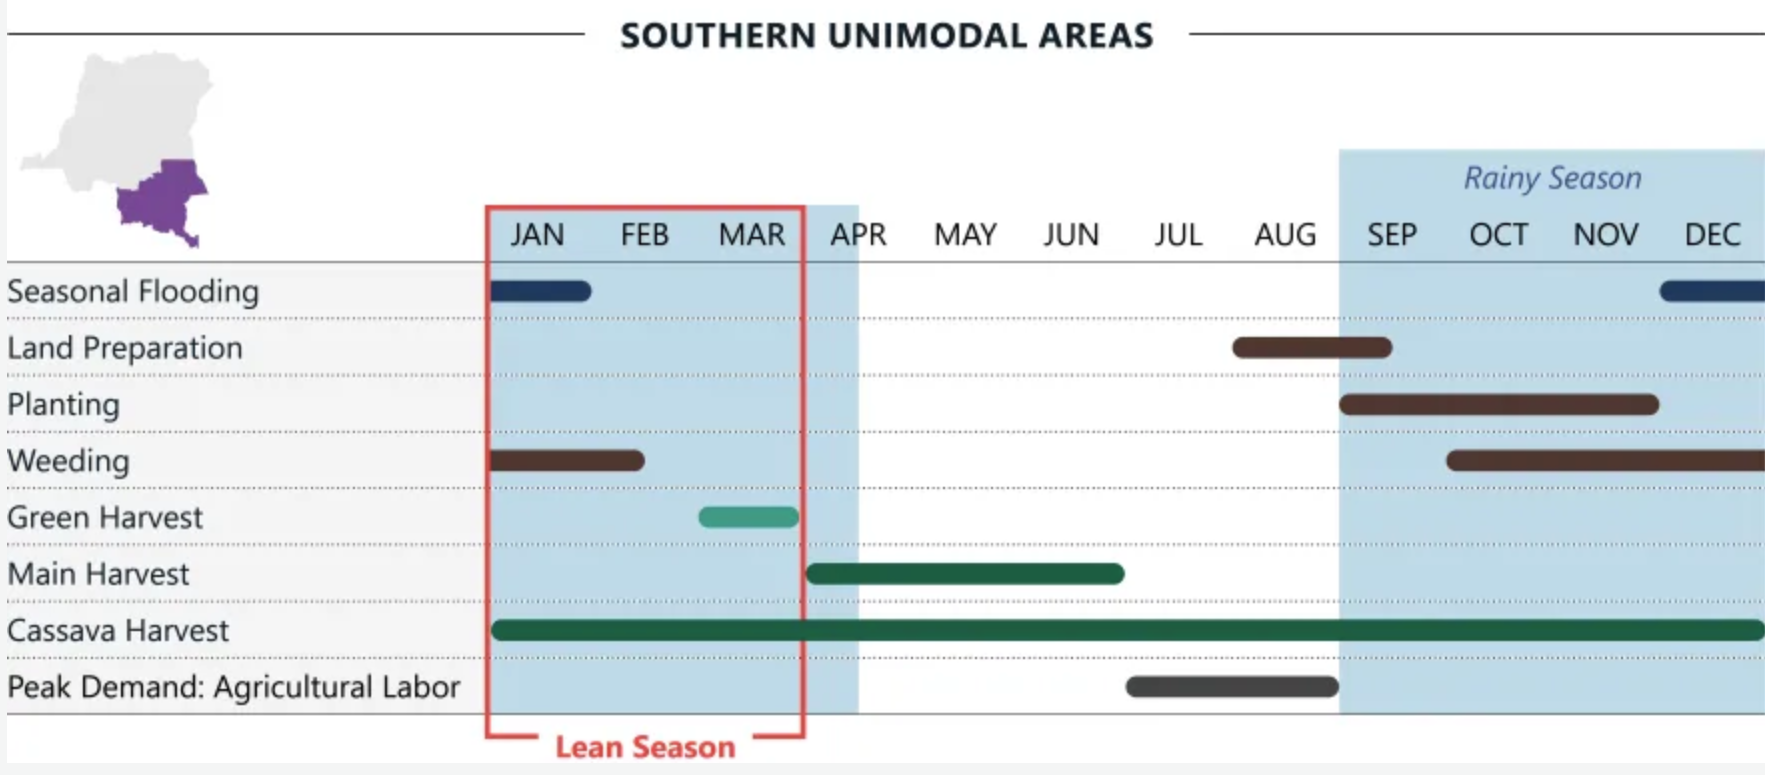 SOUTHERN UNIMODAL AREAS
Rainy Season
JAN FEB MAR APR MAY JUN JUL AUG SEP OCT NOV DEC
Seasonal Flooding
Land Preparation
Planting
Weeding
Green Harvest
Main Harvest
Cassava Harvest
Peak Demand: Agricultural Labor
Lean Season